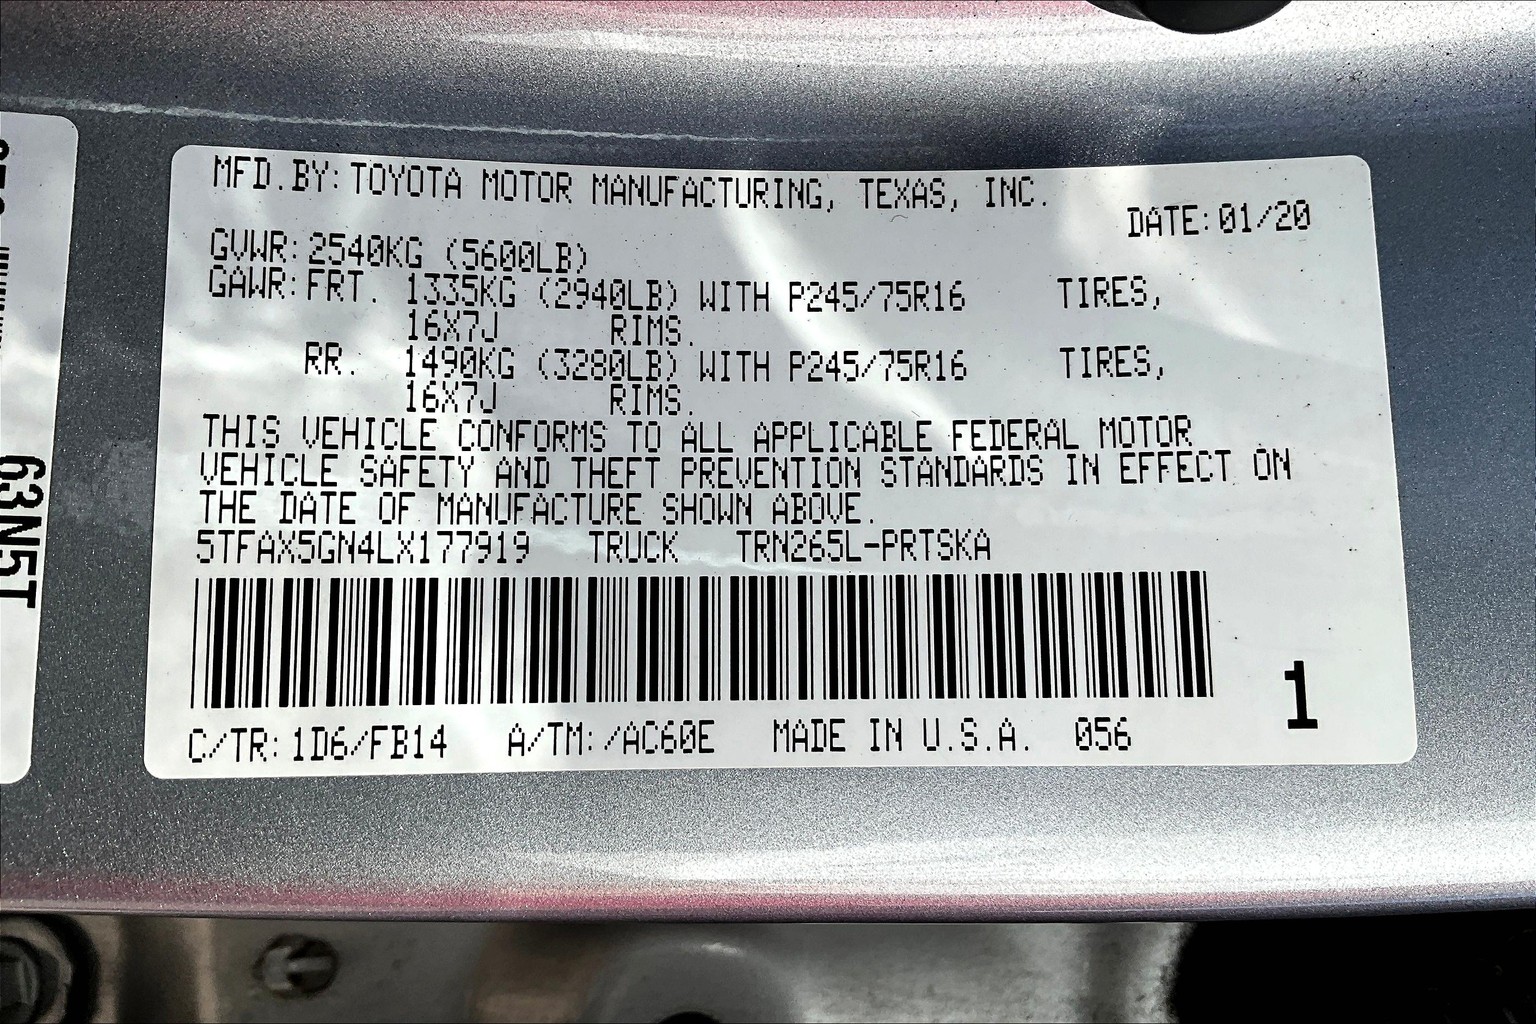 MFD.BY: TOYOTA MOTOR MANUFACTURING, TEXAS, INC.
DATE: 01/20
GVWR: 2540KG (5600LB)
GAWR: FRT. 1335KG (2940LB) WITH P245/75R16 TIRES,
16X7J RIMS.
RR. 1490KG (3280LB) WITH P245/75R16 TIRES,
16X7J RIMS.
THIS VEHICLE CONFORMS TO ALL APPLICABLE FEDERAL MOTOR
VEHICLE SAFETY AND THEFT PREVENTION STANDARDS IN EFFECT ON
THE DATE OF MANUFACTURE SHOWN ABOVE.
5TFAX5GN4LX177919 TRUCK TRN265L-PRTSKA
1
C/TR: 1D6/FB14 A/TM: /AC60E MADE IN U.S.A. 056
63N5T